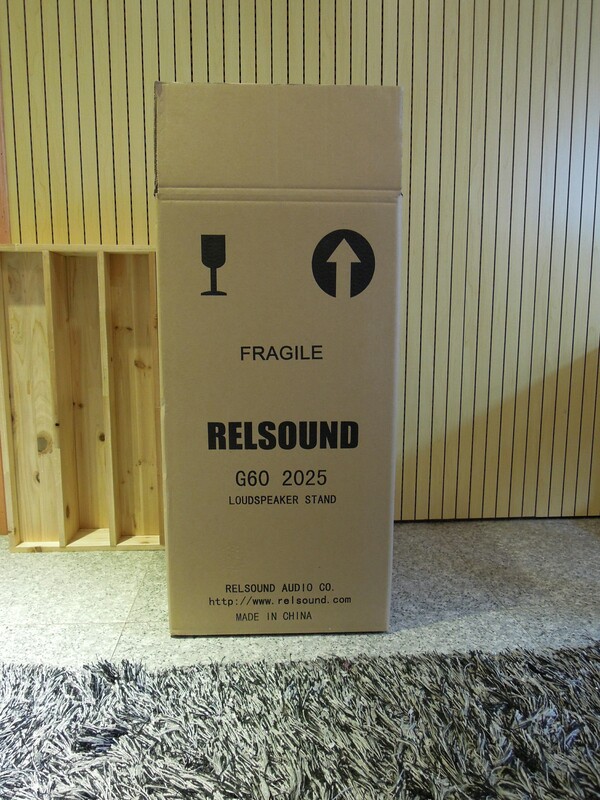 FRAGILE
RELSOUND
G60 2025
LOUDSPEAKER STAND
RELSOUND AUDIO CO.
http://www.relsound.com
MADE IN CHINA